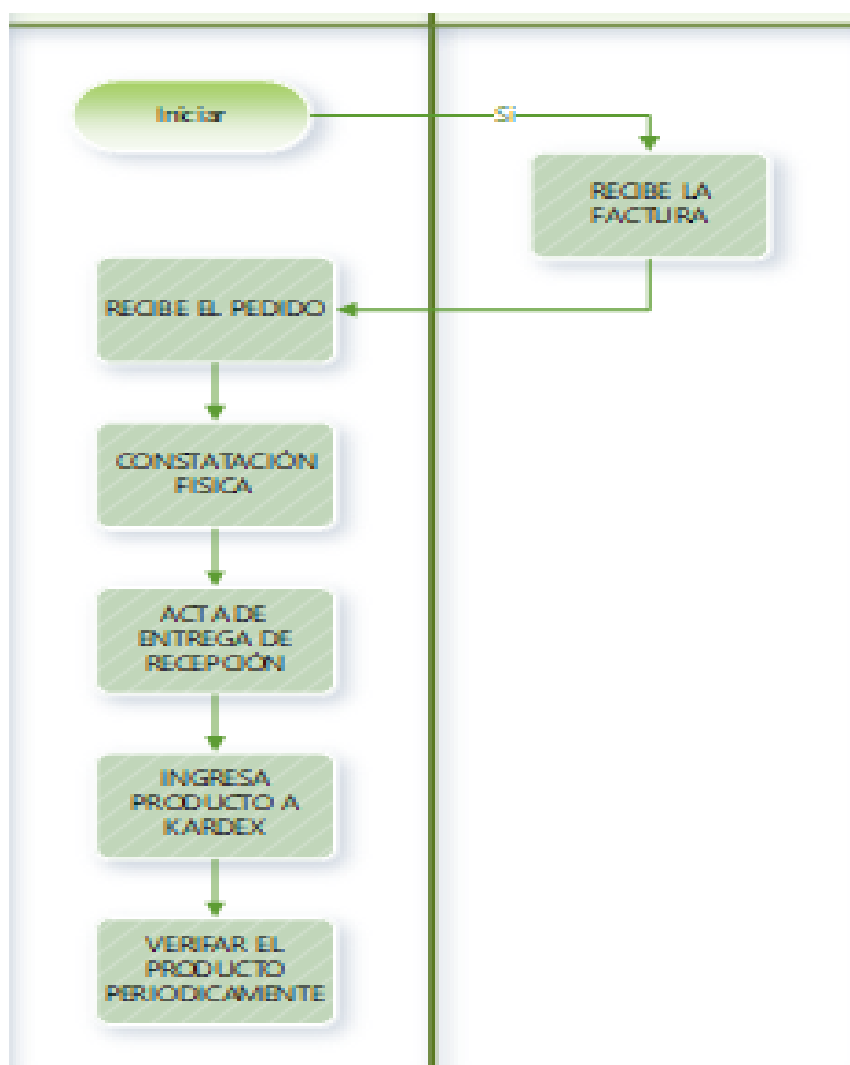 Iniciar
Si
RECIBE LA
FACTURA
RECIBE EL PEDIDO
CONSTATACIÓN
FISICA
ACTA DE
ENTREGA DE
RECEPCIÓN
INGRESA
PRODUCTO A
KARDEX
VERIFAR EL
PRODUCTO
PERIODICAMENTE